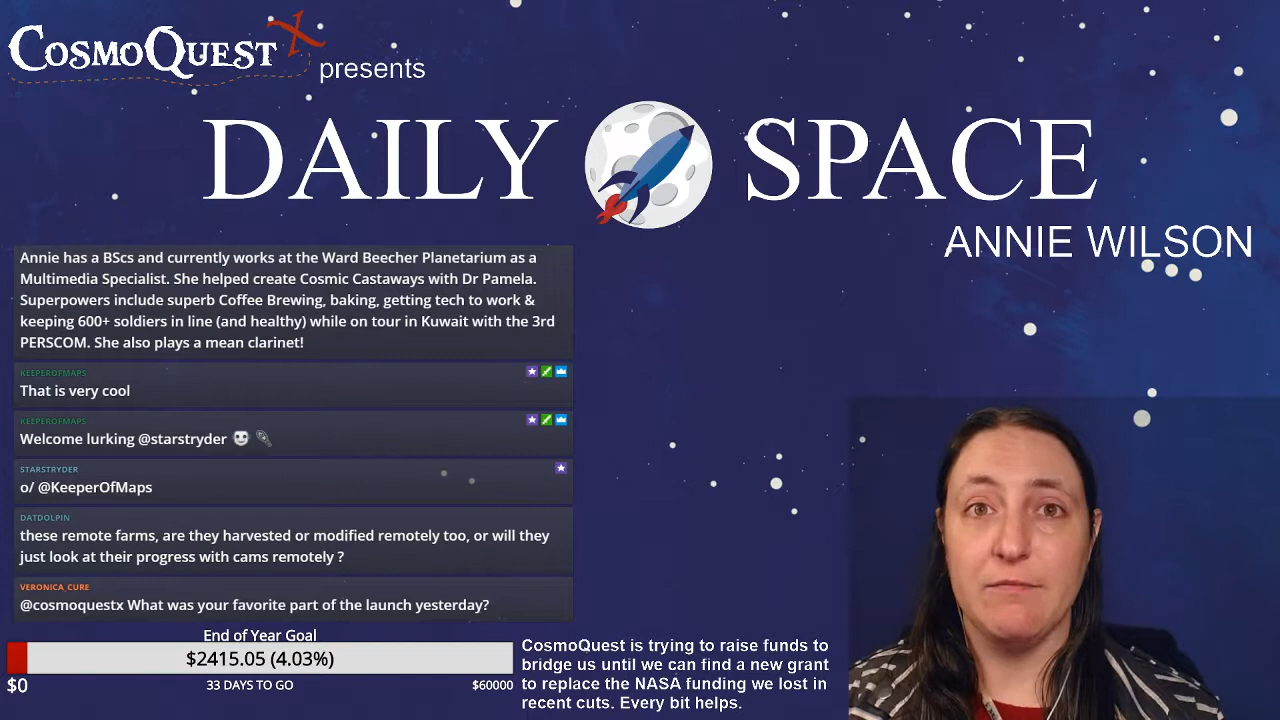 CosmoQuest X
presents
DAILY SPACE
ANNIE WILSON
Annie has a BScs and currently works at the Ward Beecher Planetarium as a
Multimedia Specialist. She helped create Cosmic Castaways with Dr Pamela.
Superpowers include superb Coffee Brewing, baking, getting tech to work &
keeping 600+ soldiers in line (and healthy) while on tour in Kuwait with the 3rd
PERSCOM. She also plays a mean clarinet!
KEEPEROFMAPS
That is very cool
KEEPEROFMAPS
Welcome lurking @starstryder
STARSTRYDER
o/ @KeeperOfMaps
DATDOLPIN
these remote farms, are they harvested or modified remotely too, or will they
just look at their progress with cams remotely ?
VERONICA_CURE
@cosmoquestx What was your favorite part of the launch yesterday?
End of Year Goal
$2415.05 (4.03%)
$0
33 DAYS TO GO
$60000
CosmoQuest is trying to raise funds to
bridge us until we can find a new grant
to replace the NASA funding we lost in
recent cuts. Every bit helps.